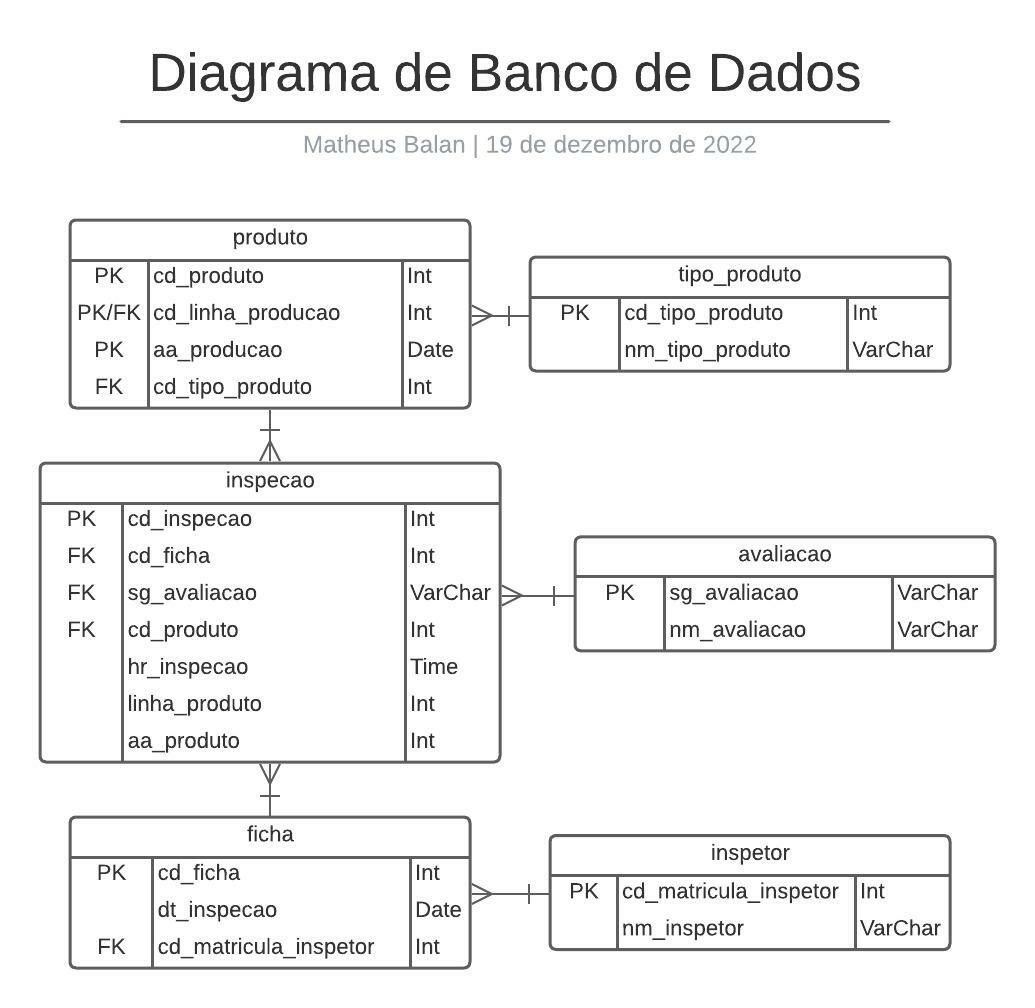 Diagrama de Banco de Dados
Matheus Balan | 19 de dezembro de 2022
produto
PK cd_produto Int
PK/FK cd_linha_producao Int
PK aa_producao Date
FK cd_tipo_produto Int
tipo_produto
PK cd_tipo_produto Int
nm_tipo_produto VarChar
inspecao
PK cd_inspecao Int
FK cd_ficha Int
FK sg_avaliacao VarChar
FK cd_produto Int
hr_inspecao Time
linha_produto Int
aa_produto Int
avaliacao
PK sg_avaliacao VarChar
nm_avaliacao VarChar
ficha
PK cd_ficha Int
dt_inspecao Date
FK cd_matricula_inspetor Int
inspetor
PK cd_matricula_inspetor Int
nm_inspetor VarChar